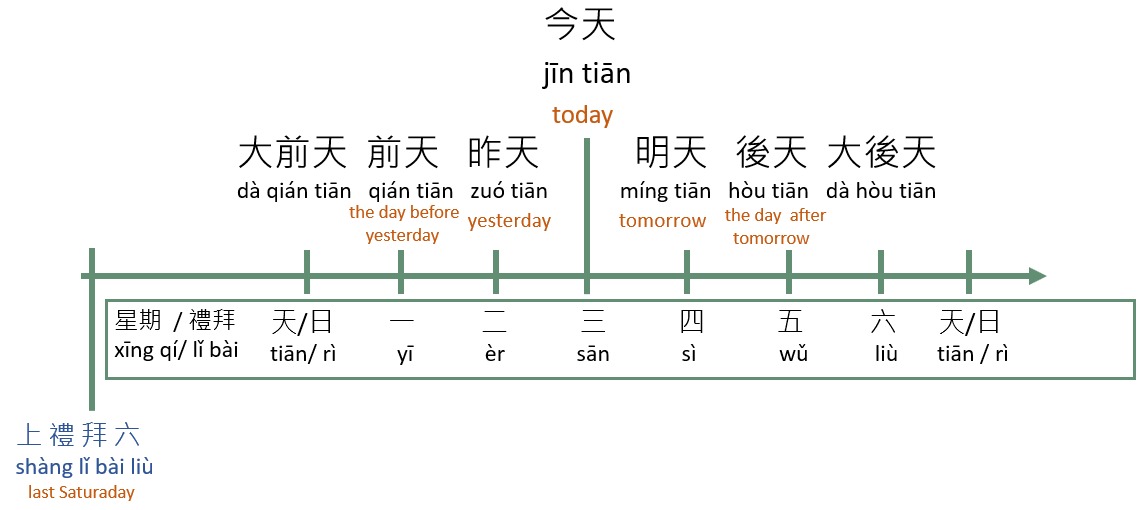 今天
jīn tiān
today
大前天 前天 昨天 明天 後天 大後天
dà qián tiān qián tiān zuó tiān míng tiān hòu tiān dà hòu tiān
the day before yesterday yesterday tomorrow the day after tomorrow
星期 / 禮拜 天/日 一 二 三 四 五 六 天/日
xīng qí/ lǐ bài tiān/ rì yī èr sān sì wǔ liù tiān / rì
上禮拜六
shàng lǐ bài liù
last Saturaday